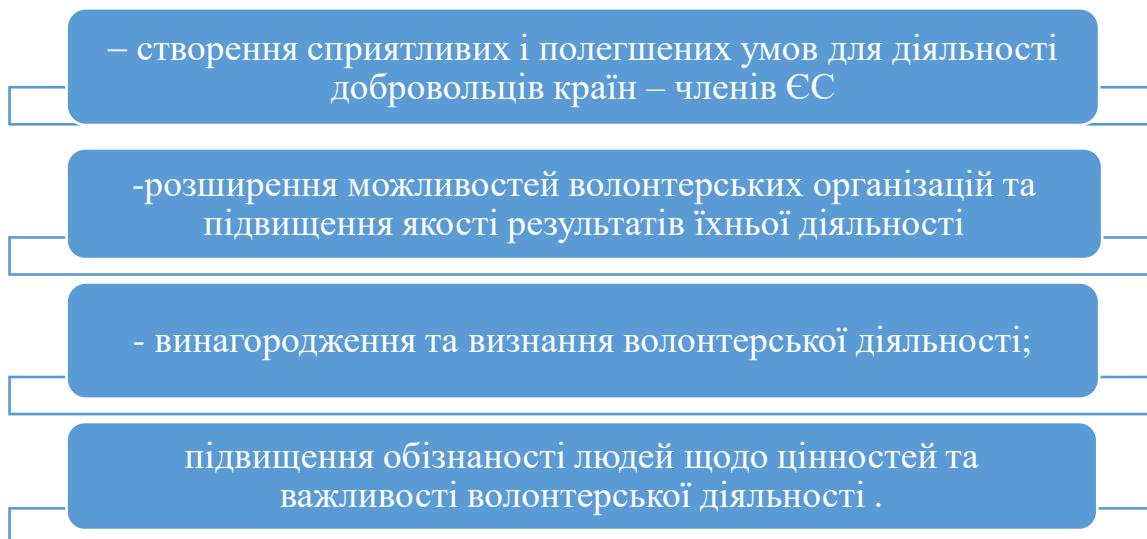 – створення сприятливих і полегшених умов для діяльності
добровольців країн – членів ЄС
-розширення можливостей волонтерських організацій та
підвищення якості результатів їхньої діяльності
- винагородження та визнання волонтерської діяльності;
підвищення обізнаності людей щодо цінностей та
важливості волонтерської діяльності .